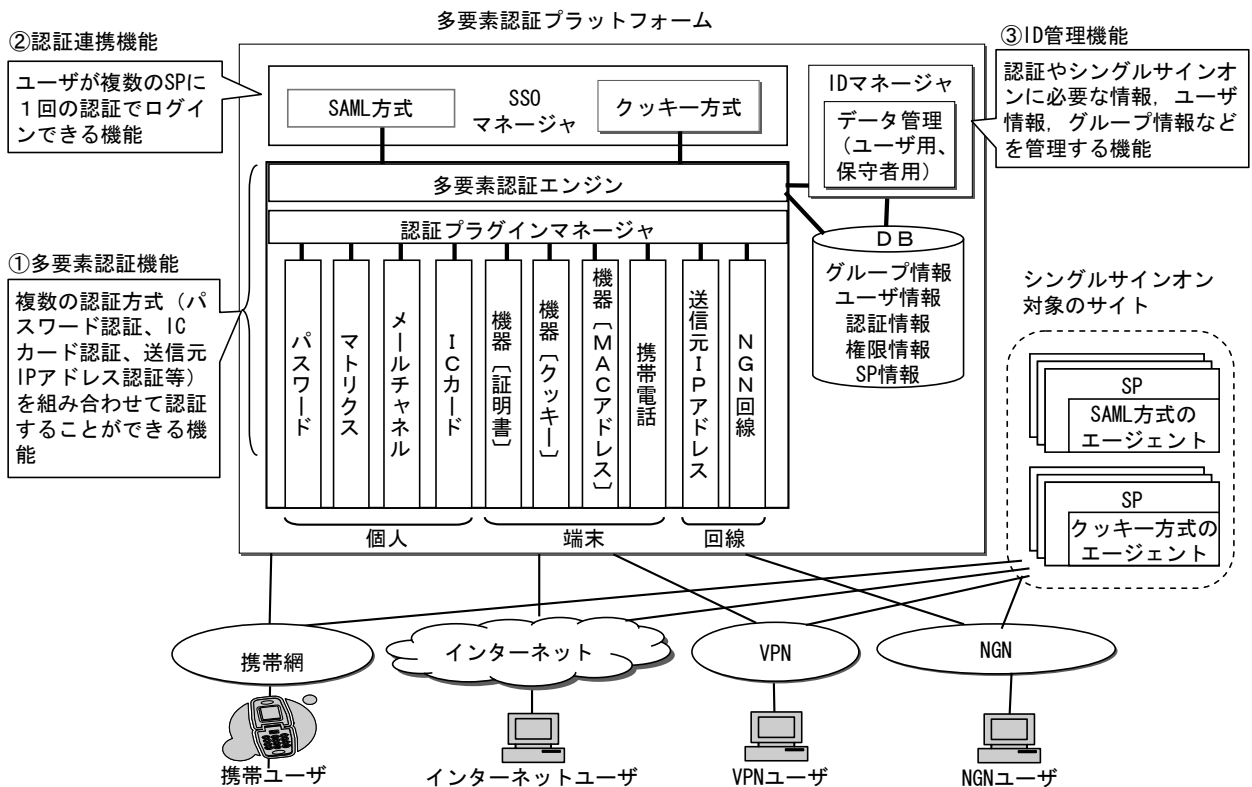 多要素認証プラットフォーム
②認証連携機能
ユーザが複数のSPに
１回の認証でログイ
ンできる機能
SAML方式
SSO
マネージャ
クッキー方式
IDマネージャ
データ管理
（ユーザ用、
保守者用）
③ID管理機能
認証やシングルサインオ
ンに必要な情報，ユーザ
情報，グループ情報など
を管理する機能
多要素認証エンジン
認証プラグインマネージャ
ＤＢ
グループ情報
ユーザ情報
認証情報
権限情報
SP情報
①多要素認証機能
複数の認証方式（パ
スワード認証、IC
カード認証、送信元
IPアドレス認証等）
を組み合わせて認証
することができる機
能
パスワード
マトリクス
メールチャネル
ＩＣカード
機器〔証明書〕
機器〔クッキー〕
機器〔ＭＡＣアドレス〕
携帯電話
送信元ＩＰアドレス
ＮＧＮ回線
個人
端末
回線
シングルサインオン
対象のサイト
SP
SAML方式の
エージェント
SP
クッキー方式の
エージェント
携帯網
インターネット
VPN
NGN
携帯ユーザ
インターネットユーザ
VPNユーザ
NGNユーザ